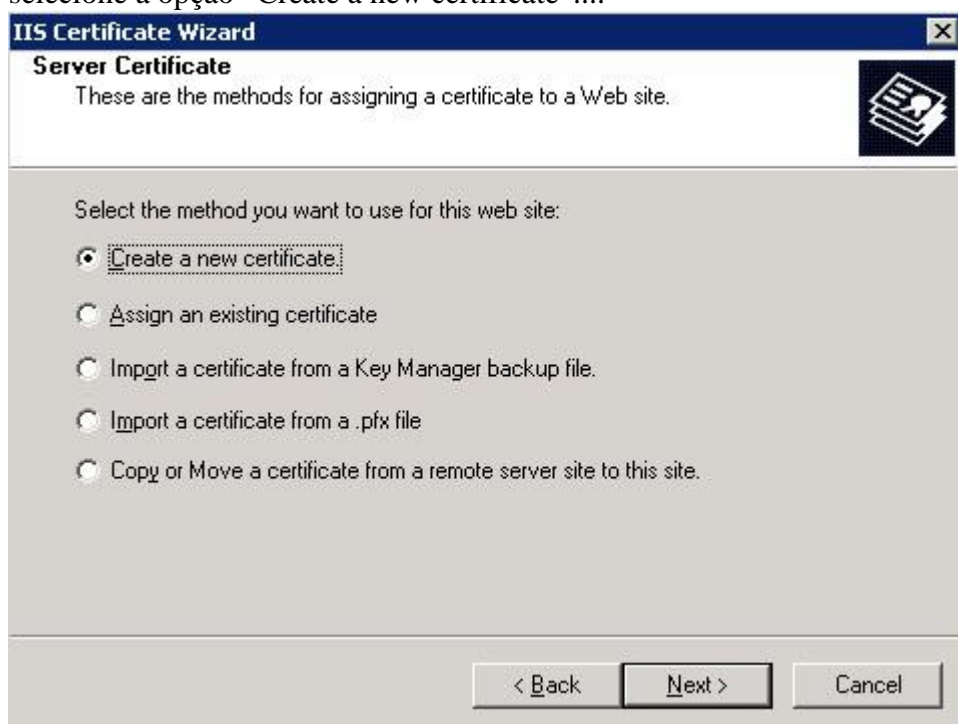 selecione a opção "Create a new certificate"....
IIS Certificate Wizard
Server Certificate
These are the methods for assigning a certificate to a Web site.
Select the method you want to use for this web site:
Create a new certificate.
Assign an existing certificate
Import a certificate from a Key Manager backup file.
Import a certificate from a .pfx file
Copy or Move a certificate from a remote server site to this site.
< Back Next > Cancel